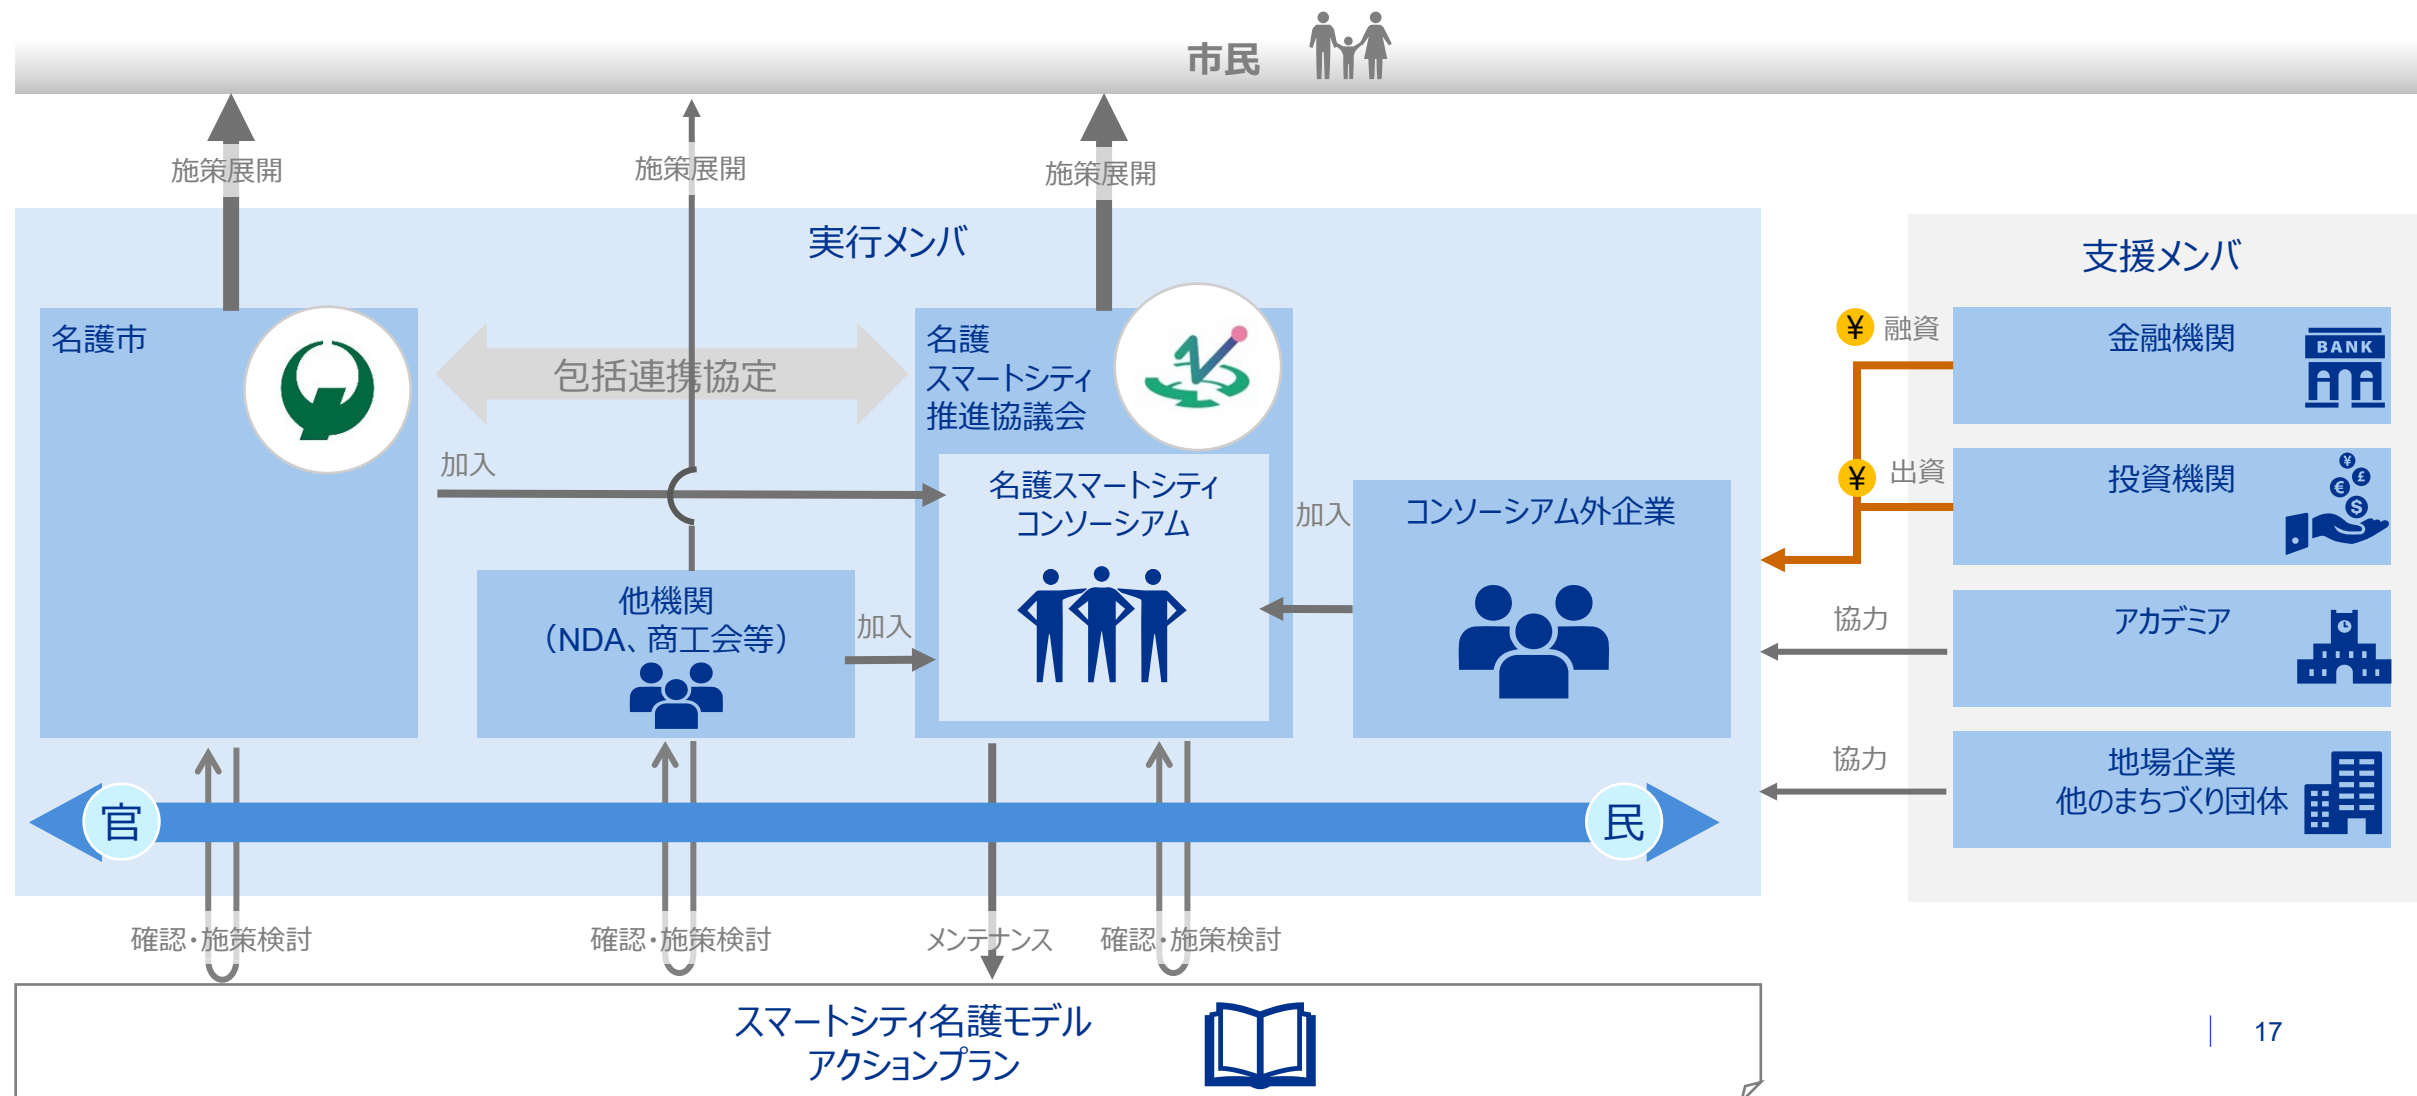 市民
施策展開
施策展開
施策展開
実行メンバ
支援メンバ
名護市
包括連携協定
名護
スマートシティ
推進協議会
¥ 融資
金融機関
BANK
加入
名護スマートシティ
コンソーシアム
加入
コンソーシアム外企業
¥ 出資
投資機関
¥
£
€
$
他機関
（NDA、商工会等）
加入
協力
アカデミア
協力
地場企業
他のまちづくり団体
官
民
確認・施策検討
確認・施策検討
メンテナンス
確認・施策検討
スマートシティ名護モデル
アクションプラン
17